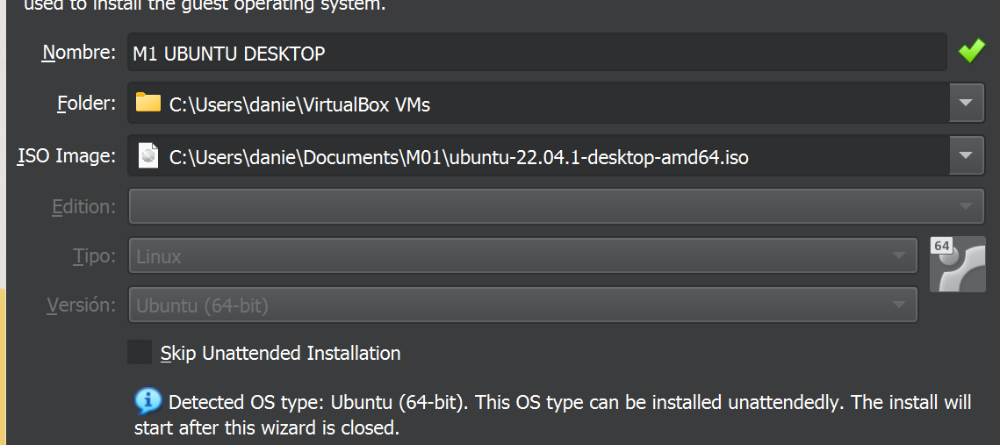 used to install the guest operating system.
Nombre: M1 UBUNTU DESKTOP
Folder: C:\Users\danie\VirtualBox VMs
ISO Image: C:\Users\danie\Documents\M01\ubuntu-22.04.1-desktop-amd64.iso
Edition:
Tipo: Linux
64
Versión: Ubuntu (64-bit)
Skip Unattended Installation
Detected OS type: Ubuntu (64-bit). This OS type can be installed unattendedly. The install will
start after this wizard is closed.